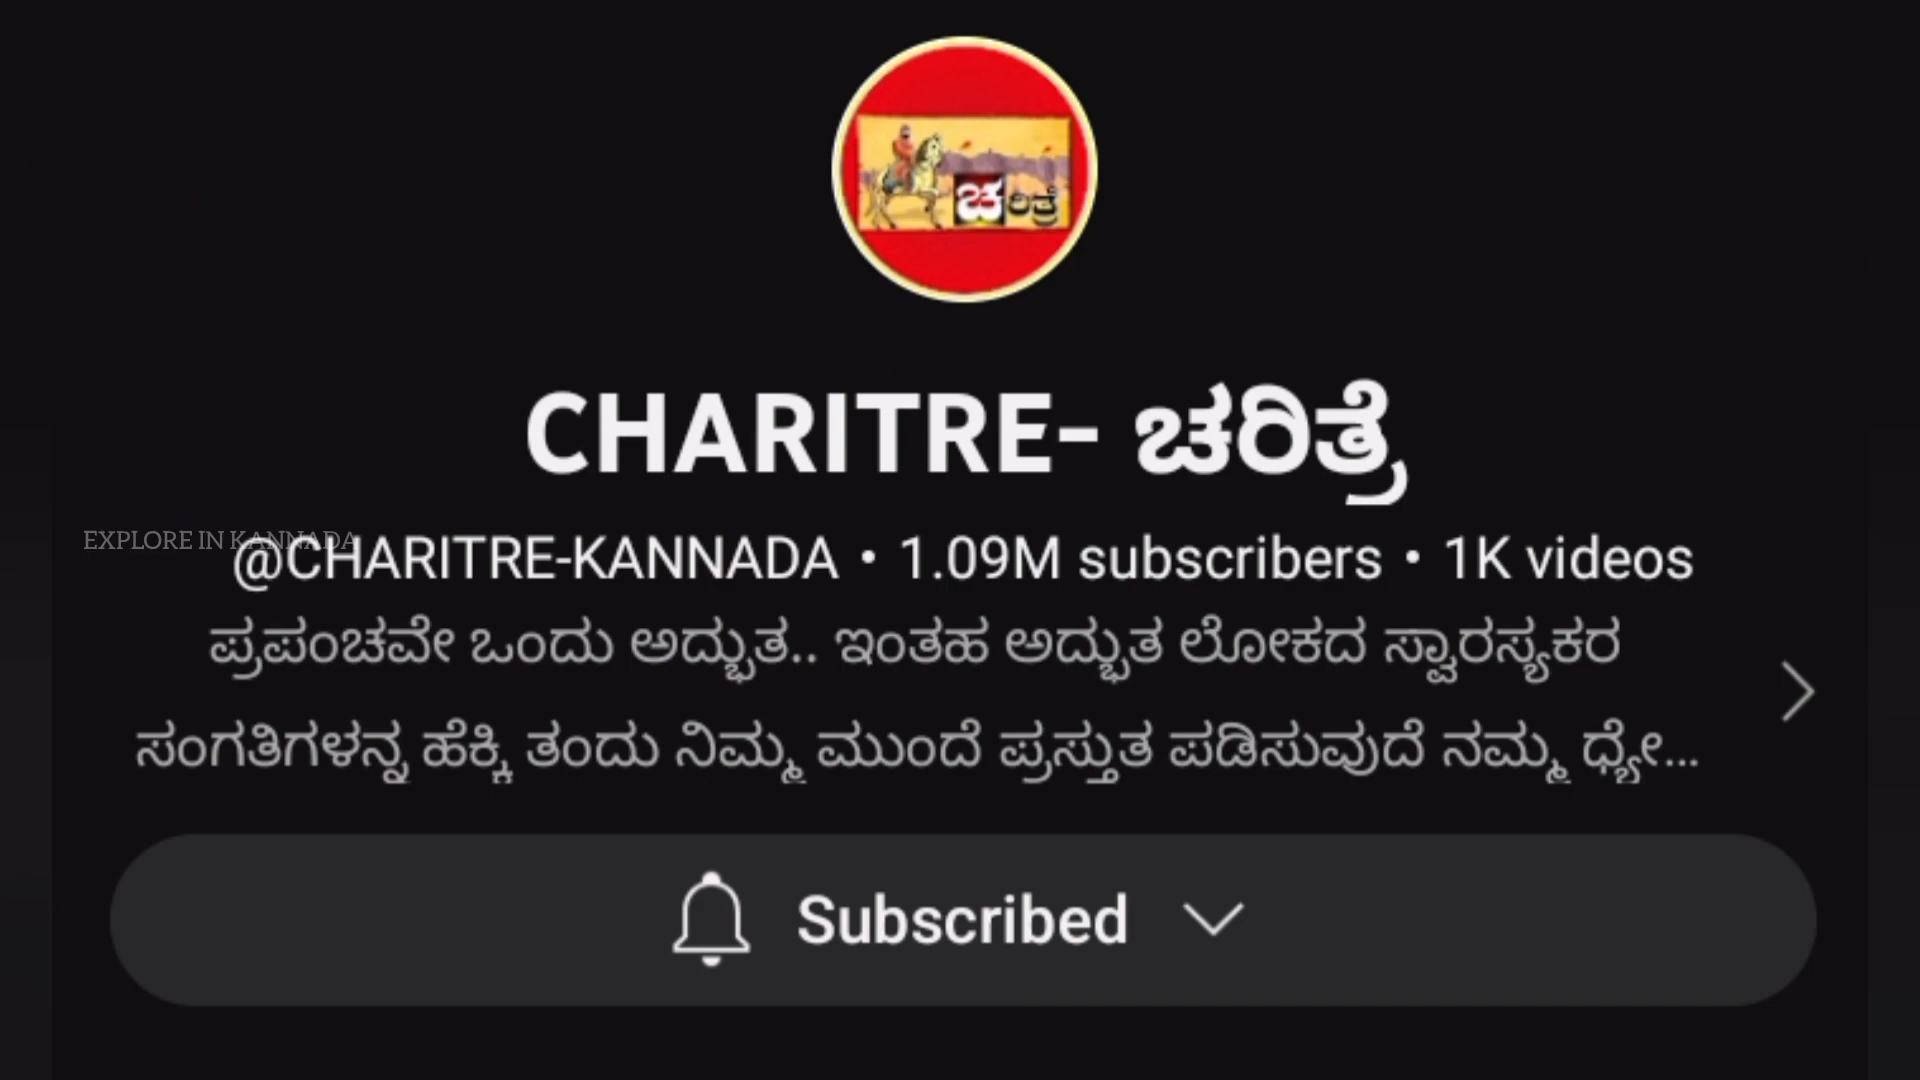 ಚರಿತ್ರೆ
CHARITRE- ಚರಿತ್ರೆ
EXPLORE IN KANNADA
@CHARITRE-KANNADA • 1.09M subscribers • 1K videos
ಪ್ರಪಂಚವೇ ಒಂದು ಅದ್ಭುತ.. ಇಂತಹ ಅದ್ಭುತ ಲೋಕದ ಸ್ವಾರಸ್ಯಕರ
ಸಂಗತಿಗಳನ್ನ ಹೆಕ್ಕಿ ತಂದು ನಿಮ್ಮ ಮುಂದೆ ಪ್ರಸ್ತುತ ಪಡಿಸುವುದೆ ನಮ್ಮ ಧ್ಯೇ...
Subscribed